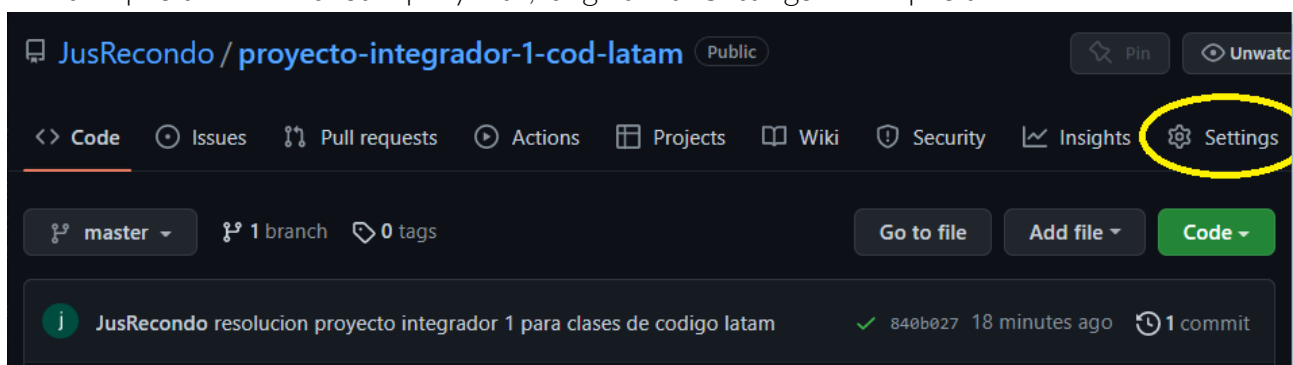 JusRecondo / proyecto-integrador-1-cod-latam Public Pin Unwatc
Code Issues Pull requests Actions Projects Wiki Security Insights Settings
master 1 branch 0 tags Go to file Add file Code
j JusRecondo resolucion proyecto integrador 1 para clases de codigo latam 840b027 18 minutes ago 1 commit